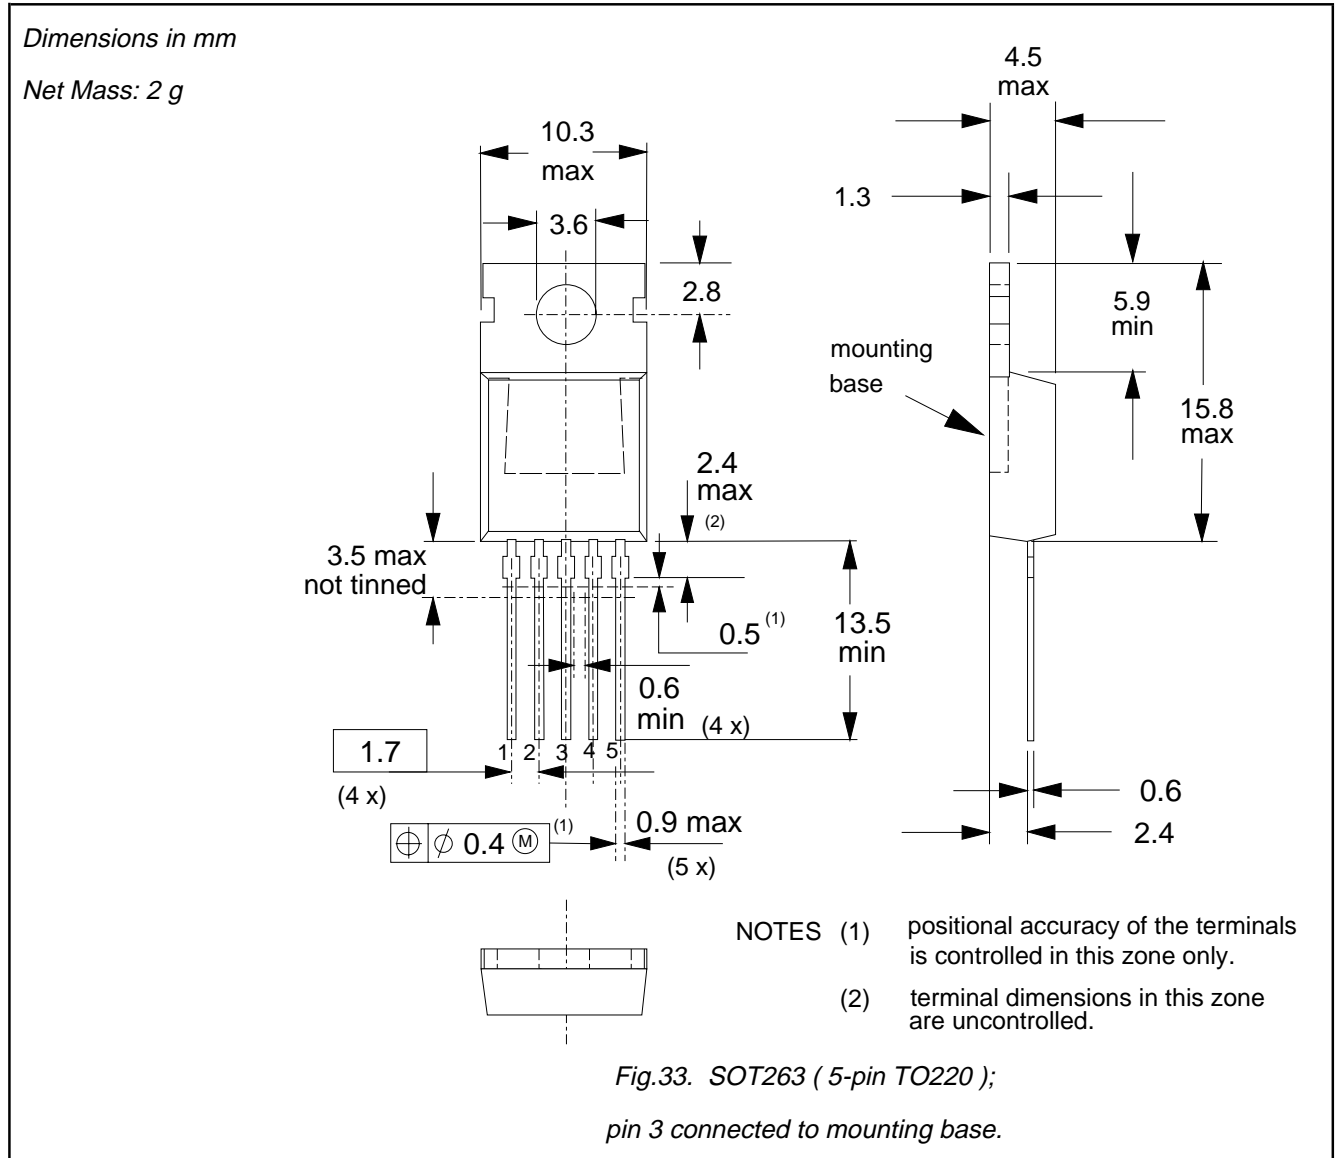 Dimensions in mm
Net Mass: 2 g
4.5
max
10.3
max
1.3
3.6
2.8
5.9
min
mounting
base
15.8
max
2.4
max
(2)
3.5 max
not tinned
0.5 (1)
13.5
min
0.6
min (4 x)
1.7
(4 x)
1 2 3 4 5
0.6
⌖ ⌀ 0.4 Ⓜ (1)
0.9 max
(5 x)
2.4
NOTES (1) positional accuracy of the terminals
is controlled in this zone only.
(2) terminal dimensions in this zone
are uncontrolled.
Fig.33. SOT263 ( 5-pin TO220 );
pin 3 connected to mounting base.